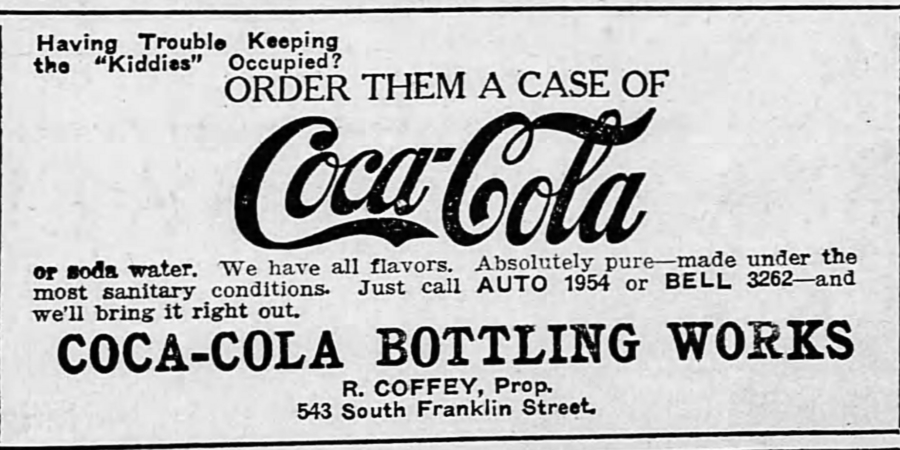 Having Trouble Keeping
the "Kiddies" Occupied?
ORDER THEM A CASE OF
Coca-Cola
or soda water. We have all flavors. Absolutely pure—made under the
most sanitary conditions. Just call AUTO 1954 or BELL 3262—and
we'll bring it right out.
COCA-COLA BOTTLING WORKS
R. COFFEY, Prop.
543 South Franklin Street.